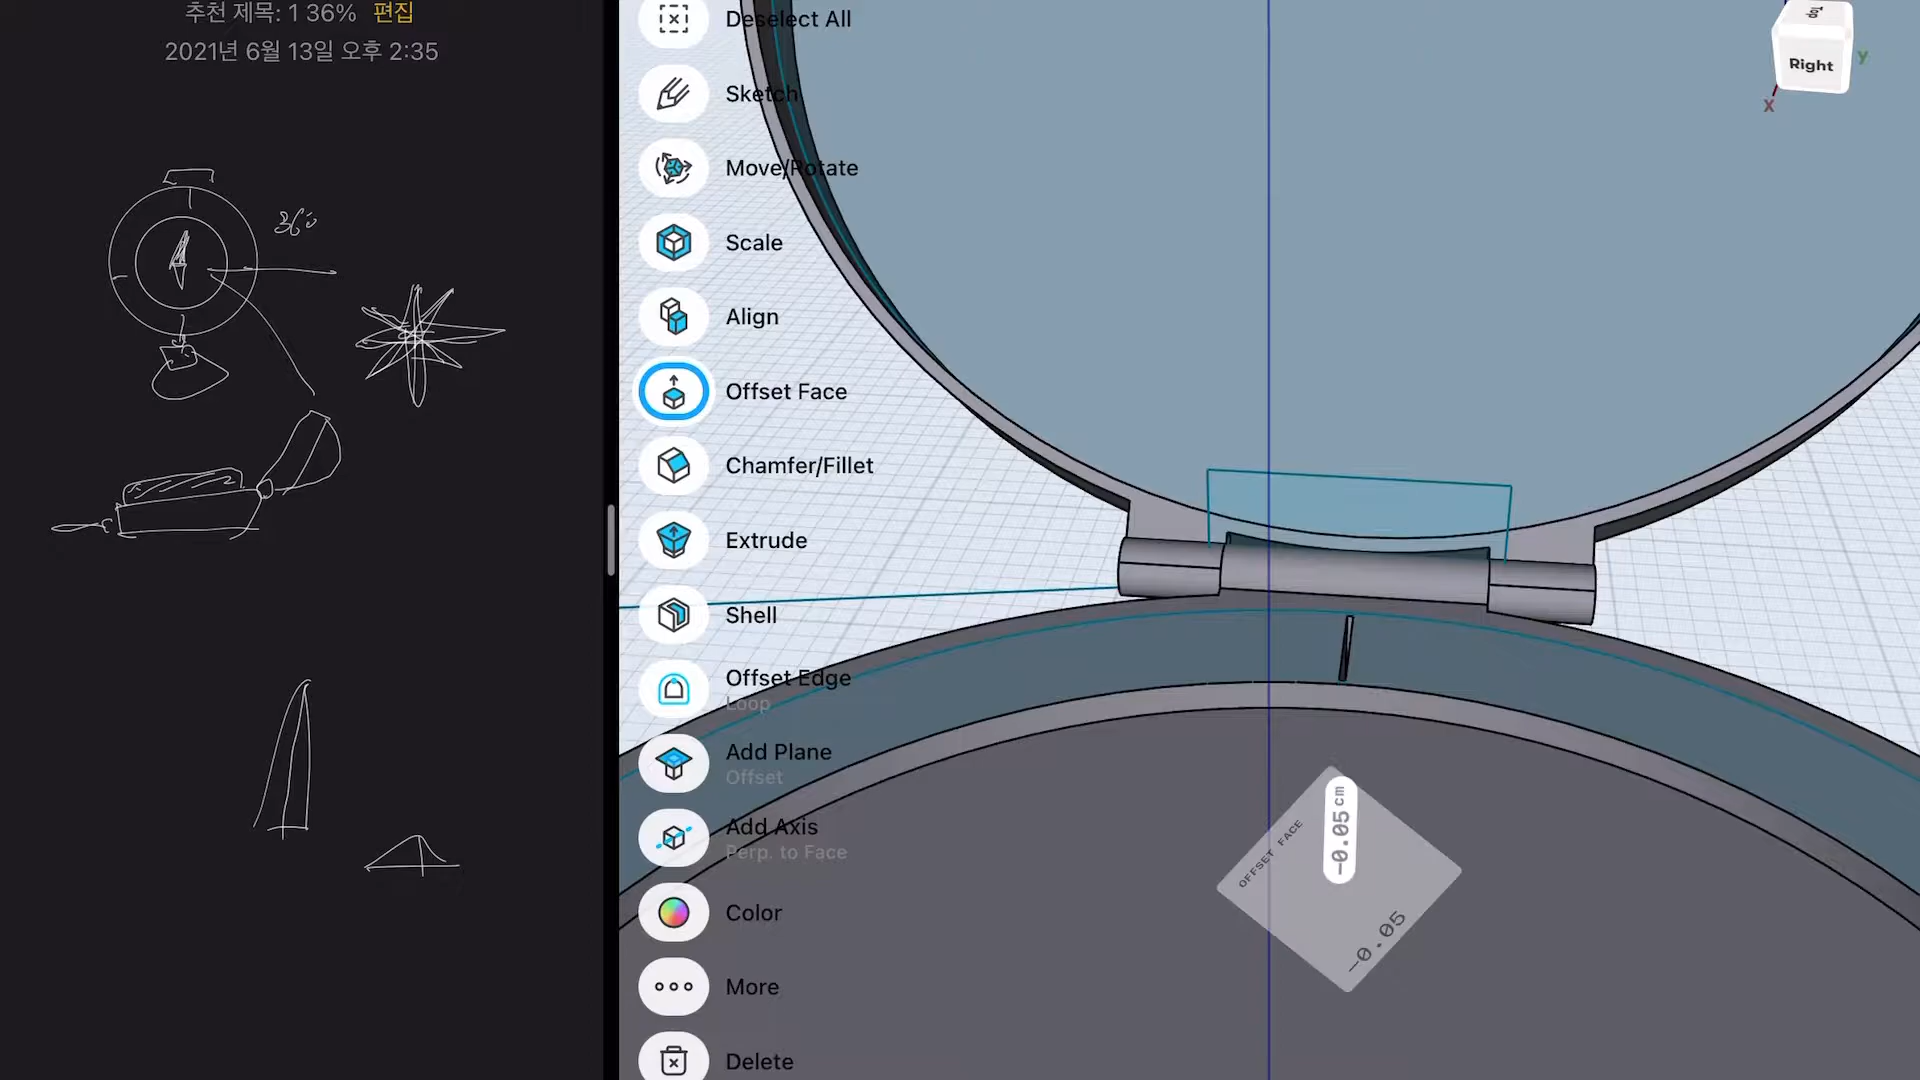 추천 제목: 1 36% 편집
2021년 6월 13일 오후 2:35
360
Deselect All
Sketch
Move/Rotate
Scale
Align
Offset Face
Chamfer/Fillet
Extrude
Shell
Offset Edge
Loop
Add Plane
Offset
Add Axis
Perp. to Face
Color
More
Delete
Top
Right
y
x
OFFSET FACE
-0.05 cm
-0.05